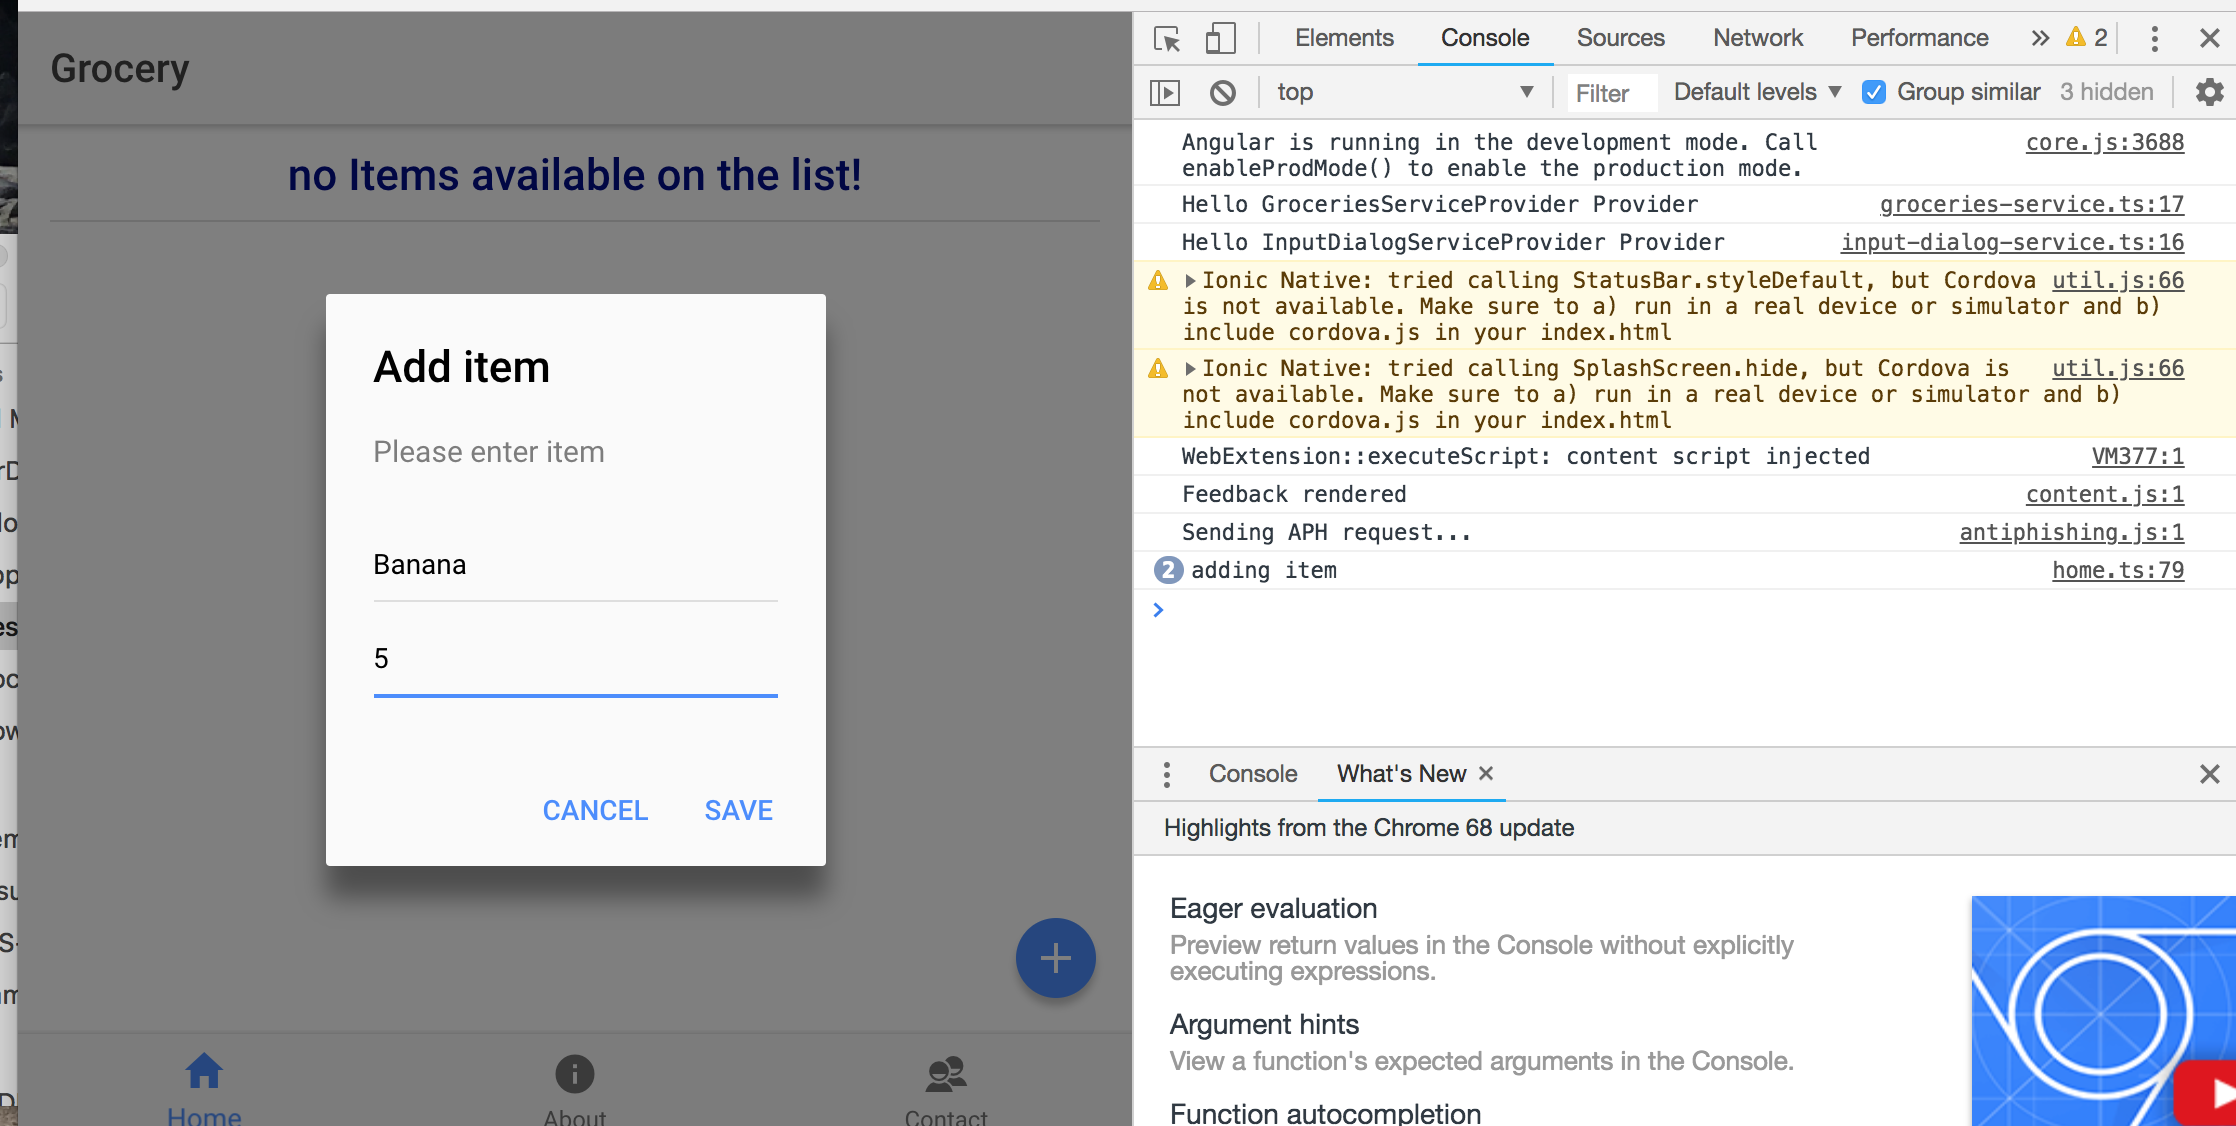 Grocery
no Items available on the list!
Add item
Please enter item
Banana
5
CANCEL SAVE
Home About Contact
Elements Console Sources Network Performance 2
top Filter Default levels Group similar 3 hidden
Angular is running in the development mode. Call core.js:3688
enableProdMode() to enable the production mode.
Hello GroceriesServiceProvider Provider groceries-service.ts:17
Hello InputDialogServiceProvider Provider input-dialog-service.ts:16
Ionic Native: tried calling StatusBar.styleDefault, but Cordova util.js:66
is not available. Make sure to a) run in a real device or simulator and b)
include cordova.js in your index.html
Ionic Native: tried calling SplashScreen.hide, but Cordova is util.js:66
not available. Make sure to a) run in a real device or simulator and b)
include cordova.js in your index.html
WebExtension::executeScript: content script injected VM377:1
Feedback rendered content.js:1
Sending APH request... antiphishing.js:1
2 adding item home.ts:79
Console What's New
Highlights from the Chrome 68 update
Eager evaluation
Preview return values in the Console without explicitly
executing expressions.
Argument hints
View a function's expected arguments in the Console.
Function autocompletion